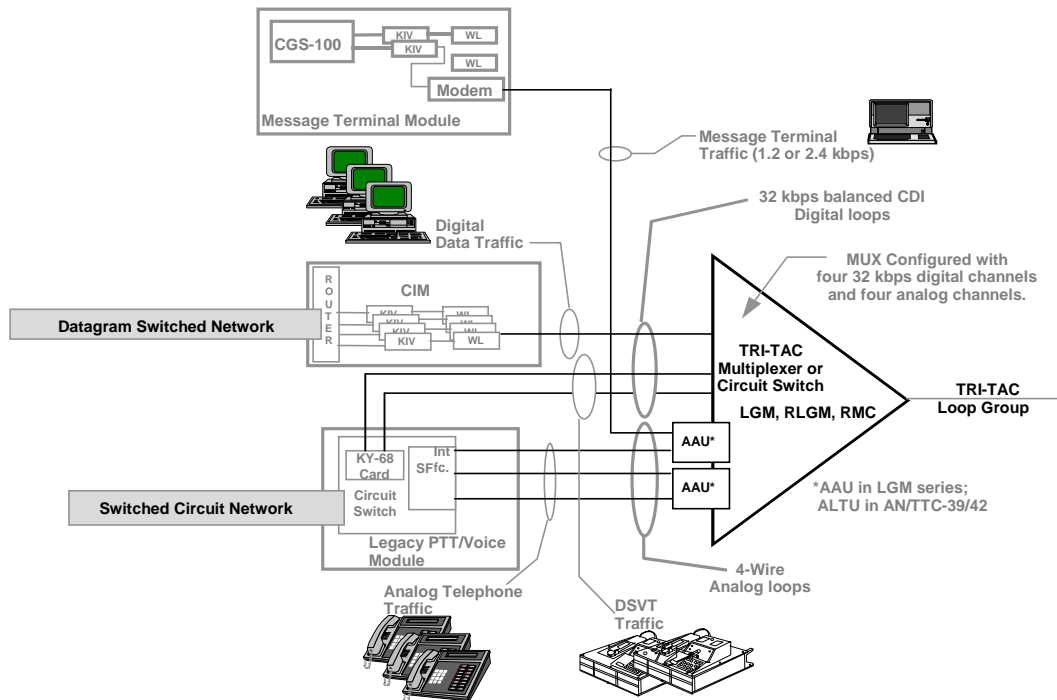 CGS-100
KIV
WL
KIV
WL
Modem
Message Terminal Module
Message Terminal
Traffic (1.2 or 2.4 kbps)
32 kbps balanced CDI
Digital loops
Digital
Data Traffic
MUX Configured with
four 32 kbps digital channels
and four analog channels.
ROUTER
CIM
KIV
WL
KIV
WL
KIV
WL
KIV
WL
Datagram Switched Network
TRI-TAC
Multiplexer or
Circuit Switch
LGM, RLGM, RMC
TRI-TAC
Loop Group
AAU*
AAU*
KY-68
Card
Int
SFfc.
Circuit
Switch
Switched Circuit Network
Legacy PTT/Voice
Module
*AAU in LGM series;
ALTU in AN/TTC-39/42
4-Wire
Analog loops
Analog Telephone
Traffic
DSVT
Traffic